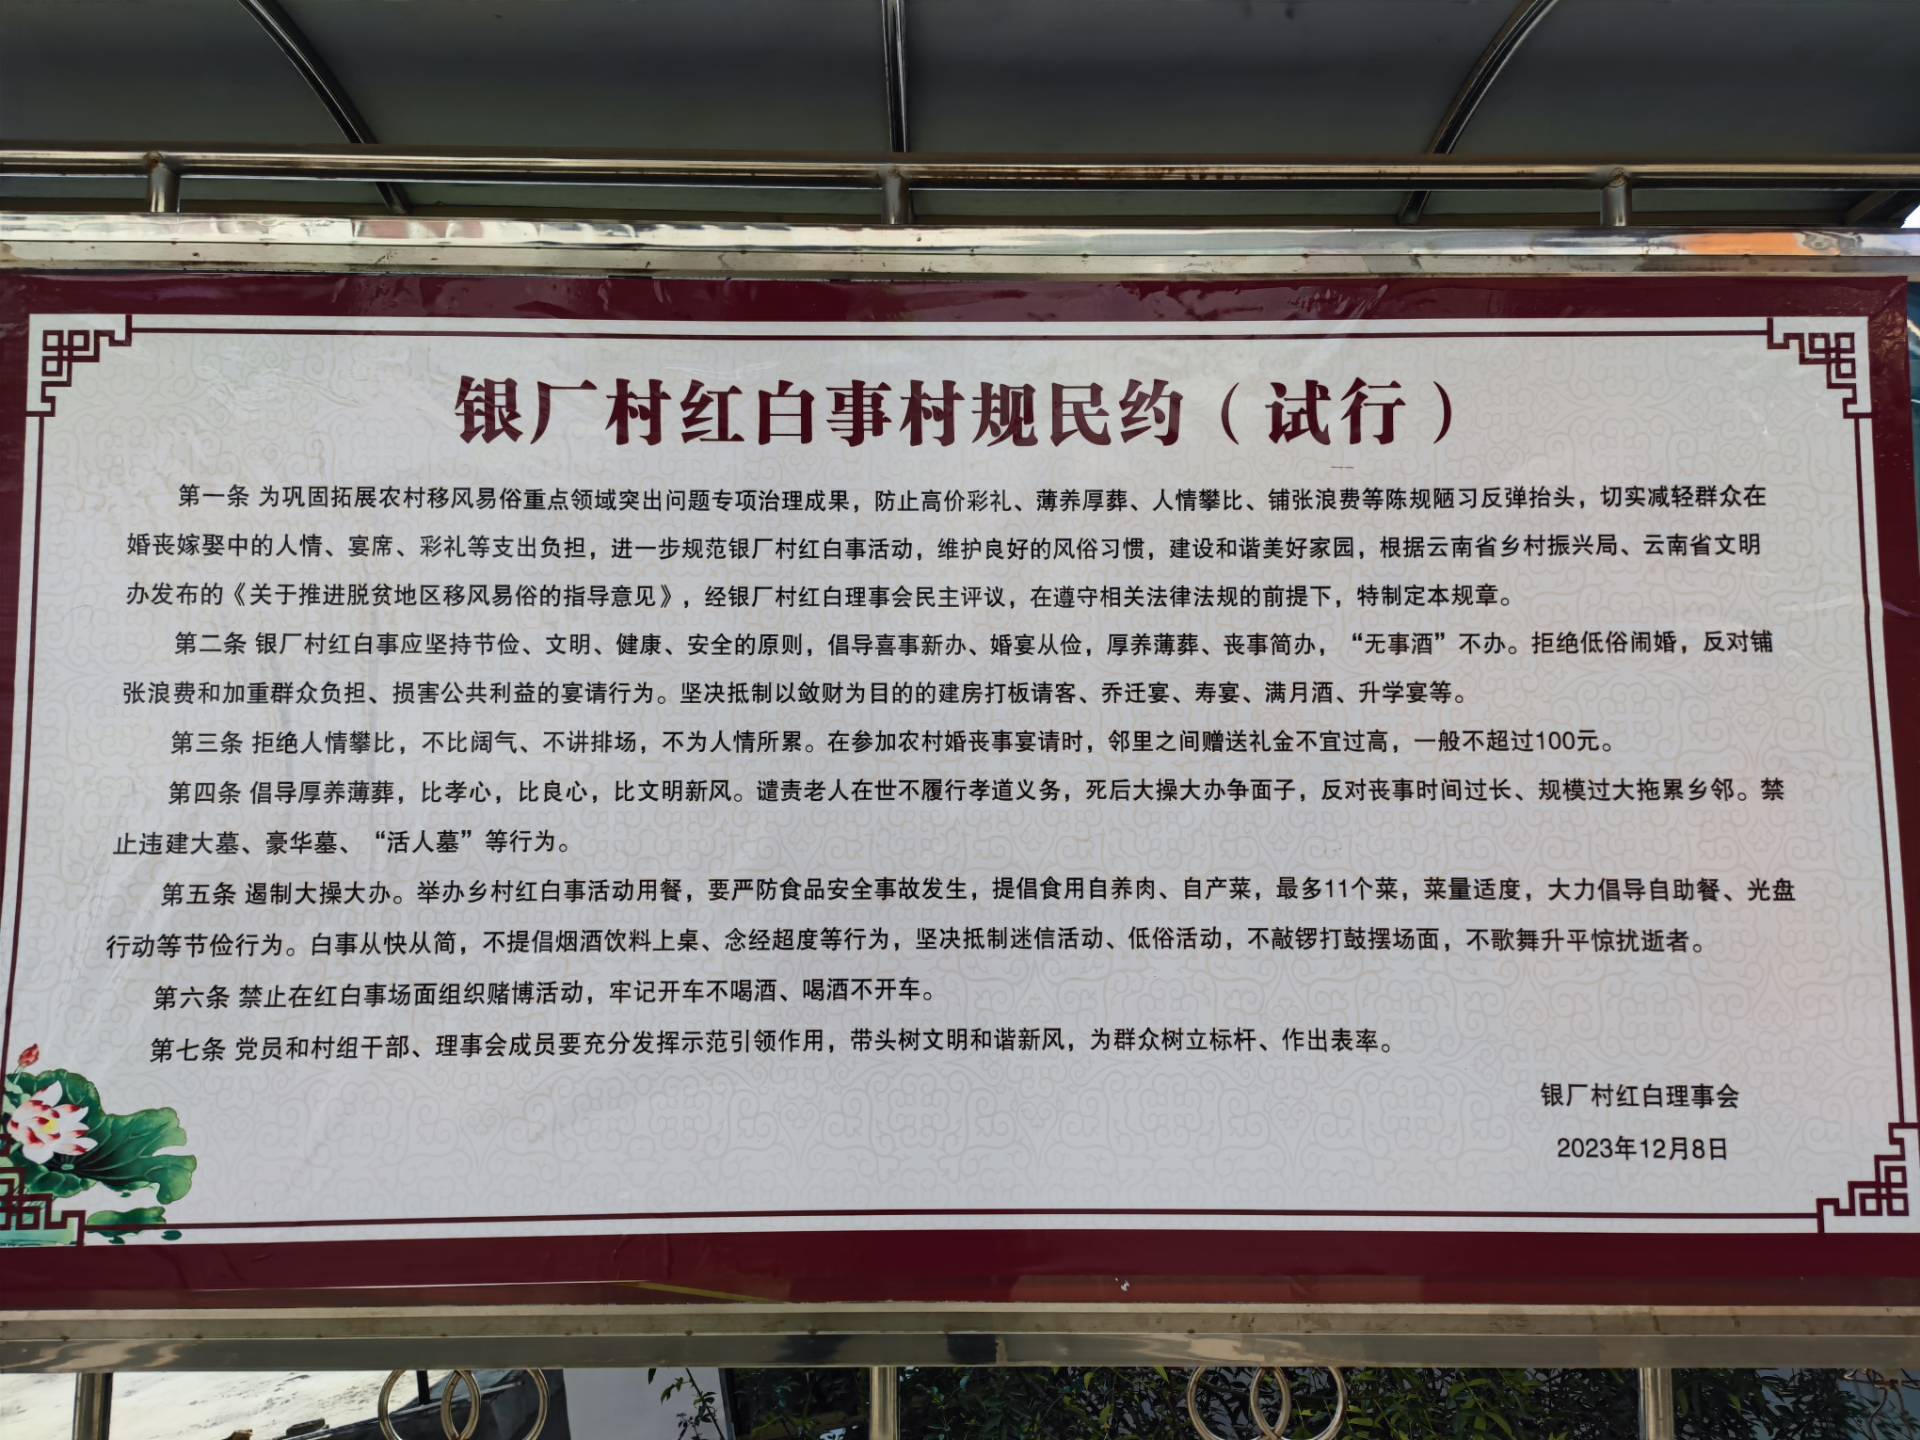 银厂村红白事村规民约（试行）
第一条 为巩固拓展农村移风易俗重点领域突出问题专项治理成果，防止高价彩礼、薄养厚葬、人情攀比、铺张浪费等陈规陋习反弹抬头，切实减轻群众在
婚丧嫁娶中的人情、宴席、彩礼等支出负担，进一步规范银厂村红白事活动，维护良好的风俗习惯，建设和谐美好家园，根据云南省乡村振兴局、云南省文明
办发布的《关于推进脱贫地区移风易俗的指导意见》，经银厂村红白理事会民主评议，在遵守相关法律法规的前提下，特制定本规章。
第二条 银厂村红白事应坚持节俭、文明、健康、安全的原则，倡导喜事新办、婚宴从俭，厚养薄葬、丧事简办，“无事酒”不办。拒绝低俗闹婚，反对铺
张浪费和加重群众负担、损害公共利益的宴请行为。坚决抵制以敛财为目的的建房打板请客、乔迁宴、寿宴、满月酒、升学宴等。
第三条 拒绝人情攀比，不比阔气、不讲排场，不为人情所累。在参加农村婚丧事宴请时，邻里之间赠送礼金不宜过高，一般不超过100元。
第四条 倡导厚养薄葬，比孝心，比良心，比文明新风。谴责老人在世不履行孝道义务，死后大操大办争面子，反对丧事时间过长、规模过大拖累乡邻。禁
止违建大墓、豪华墓、“活人墓”等行为。
第五条 遏制大操大办。举办乡村红白事活动用餐，要严防食品安全事故发生，提倡食用自养肉、自产菜，最多11个菜，菜量适度，大力倡导自助餐、光盘
行动等节俭行为。白事从快从简，不提倡烟酒饮料上桌、念经超度等行为，坚决抵制迷信活动、低俗活动，不敲锣打鼓摆场面，不歌舞升平惊扰逝者。
第六条 禁止在红白事场面组织赌博活动，牢记开车不喝酒、喝酒不开车。
第七条 党员和村组干部、理事会成员要充分发挥示范引领作用，带头树文明和谐新风，为群众树立标杆、作出表率。
银厂村红白理事会
2023年12月8日